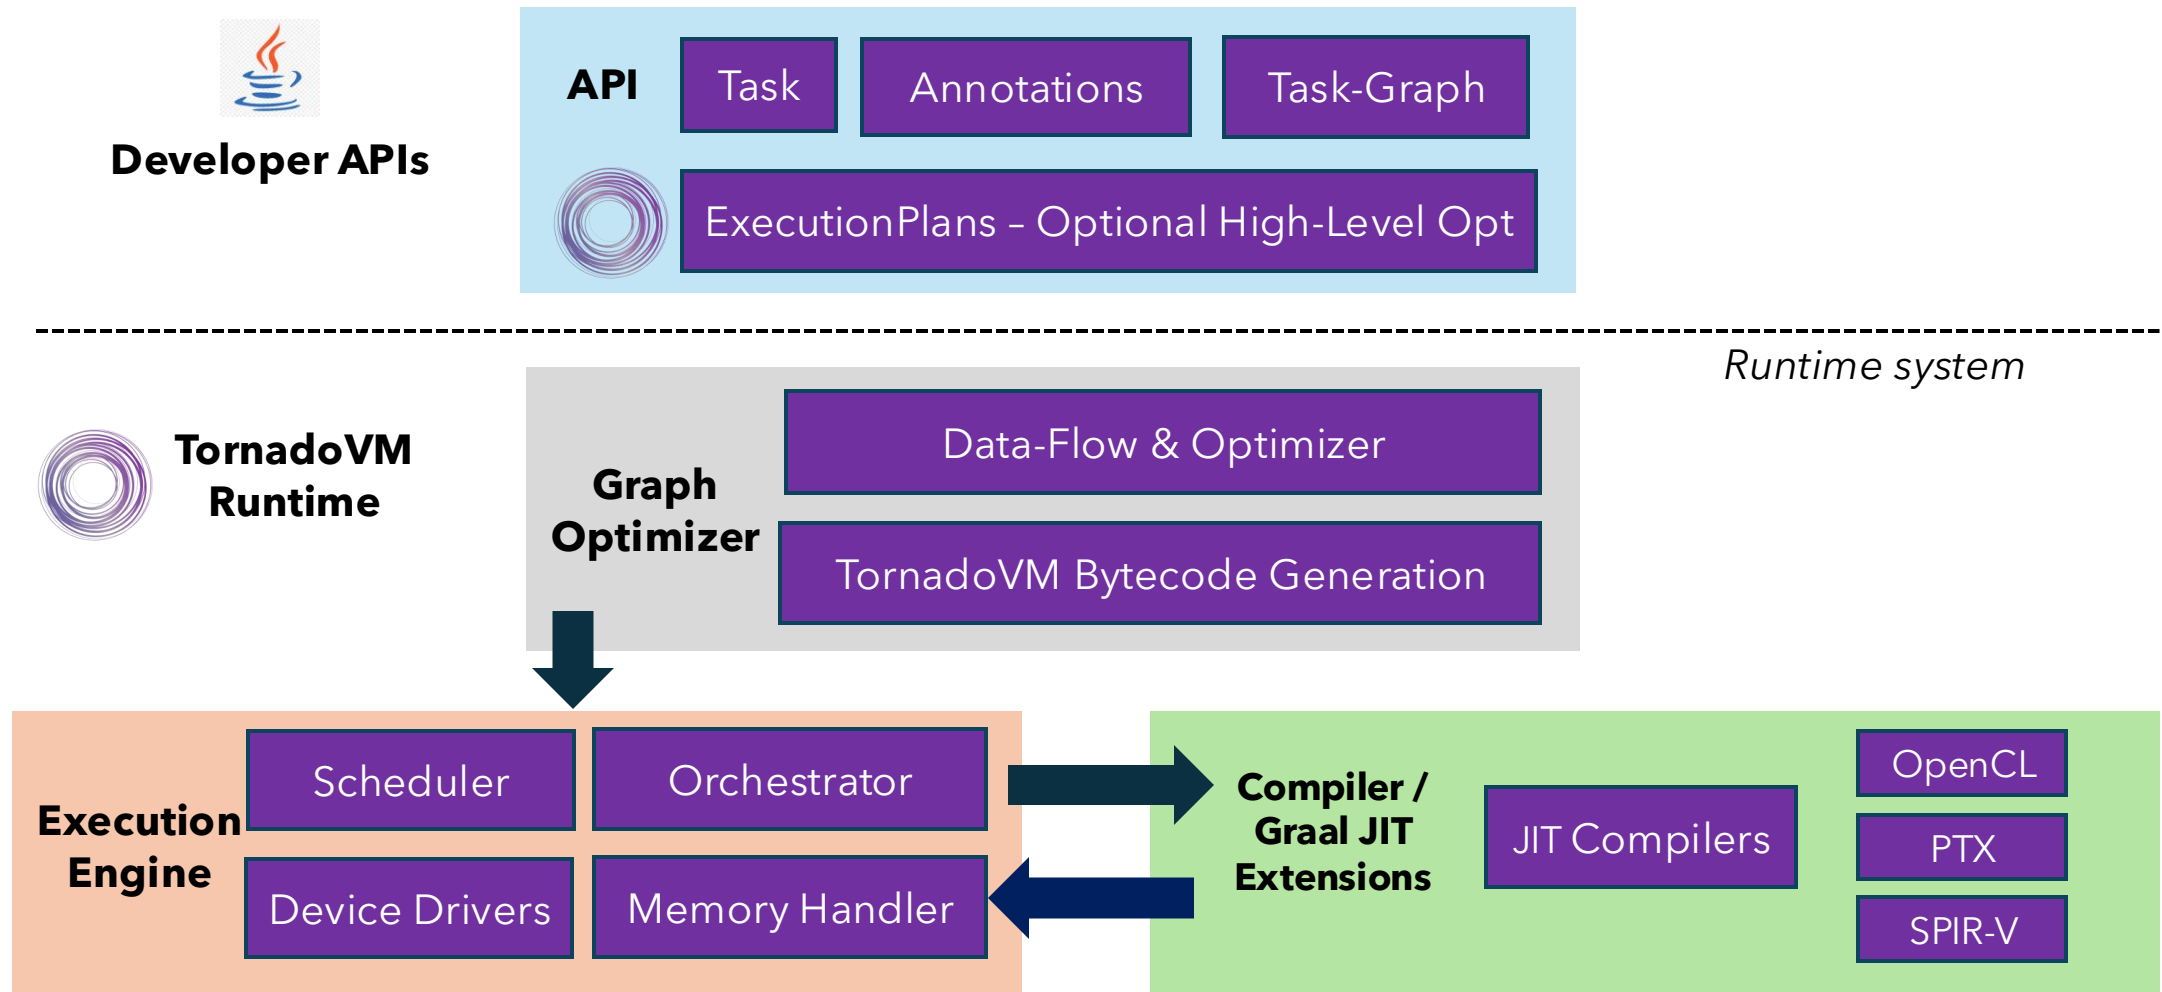 Developer APIs
API
Task
Annotations
Task-Graph
ExecutionPlans – Optional High-Level Opt
Runtime system
TornadoVM
Runtime
Graph
Optimizer
Data-Flow & Optimizer
TornadoVM Bytecode Generation
Execution
Engine
Scheduler
Orchestrator
Device Drivers
Memory Handler
Compiler /
Graal JIT
Extensions
JIT Compilers
OpenCL
PTX
SPIR-V